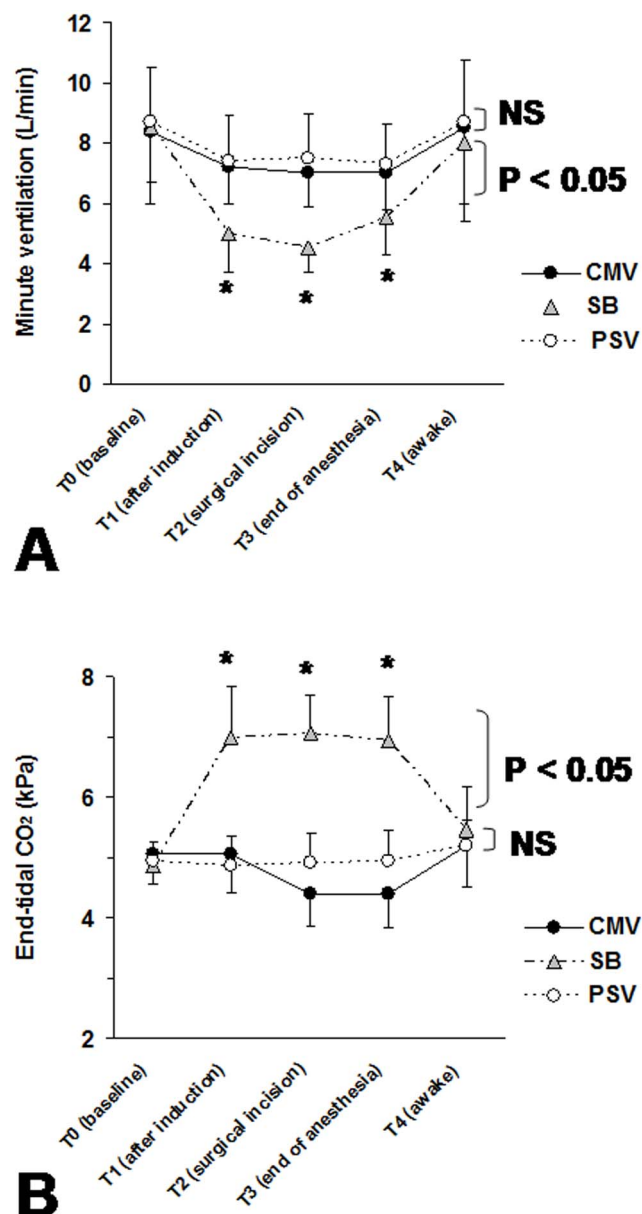 12
10
8
6
4
2
0
Minute ventilation (L/min)
NS
P < 0.05
CMV
SB
PSV
*
*
*
T0 (baseline)
T1 (after induction)
T2 (surgical incision)
T3 (end of anesthesia)
T4 (awake)
A
8
6
4
2
End-tidal CO2 (kPa)
*
*
*
P < 0.05
NS
CMV
SB
PSV
T0 (baseline)
T1 (after induction)
T2 (surgical incision)
T3 (end of anesthesia)
T4 (awake)
B